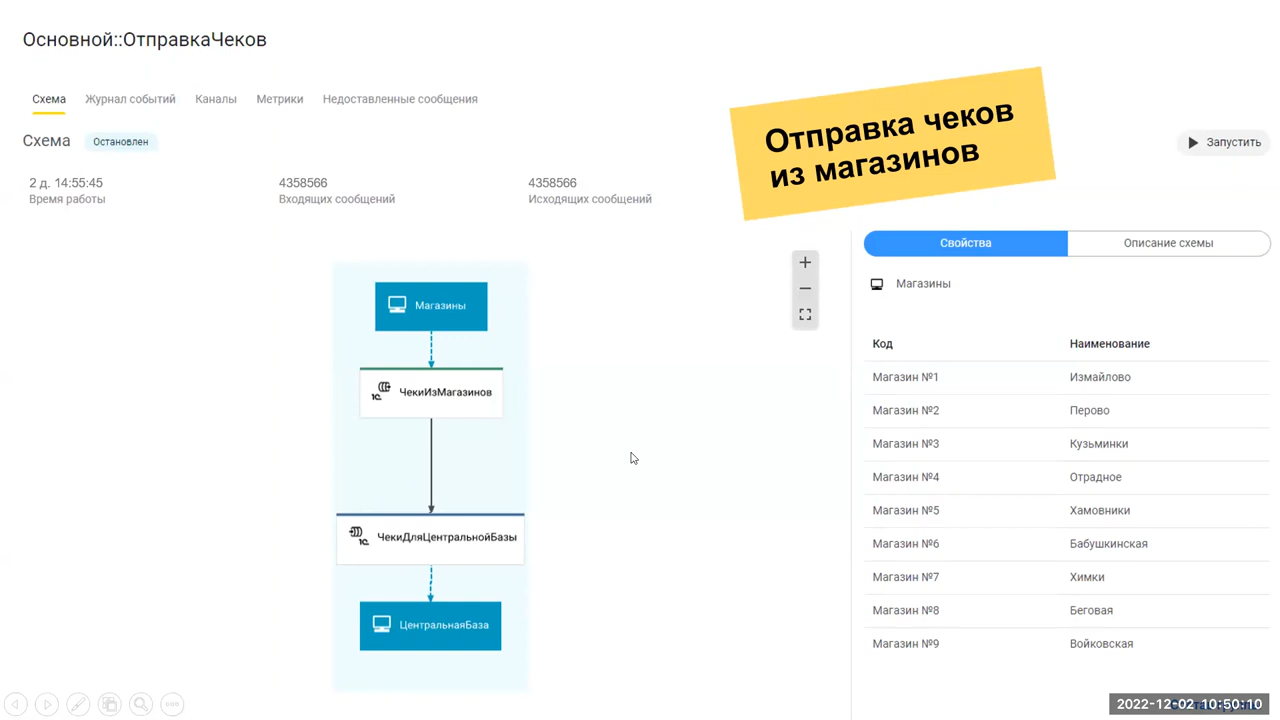 Основной::ОтправкаЧеков
Отправка чеков
из магазинов
Схема Журнал событий Каналы Метрики Недоставленные сообщения
Схема Остановлен
Запустить
2 д. 14:55:45 4358566 4358566
Время работы Входящих сообщений Исходящих сообщений
Магазины
1С ЧекиИзМагазинов
1С ЧекиДляЦентральнойБазы
ЦентральнаяБаза
Свойства Описание схемы
Магазины
Код Наименование
Магазин №1 Измайлово
Магазин №2 Перово
Магазин №3 Кузьминки
Магазин №4 Отрадное
Магазин №5 Хамовники
Магазин №6 Бабушкинская
Магазин №7 Химки
Магазин №8 Беговая
Магазин №9 Войковская
2022-12-02 10:50:10